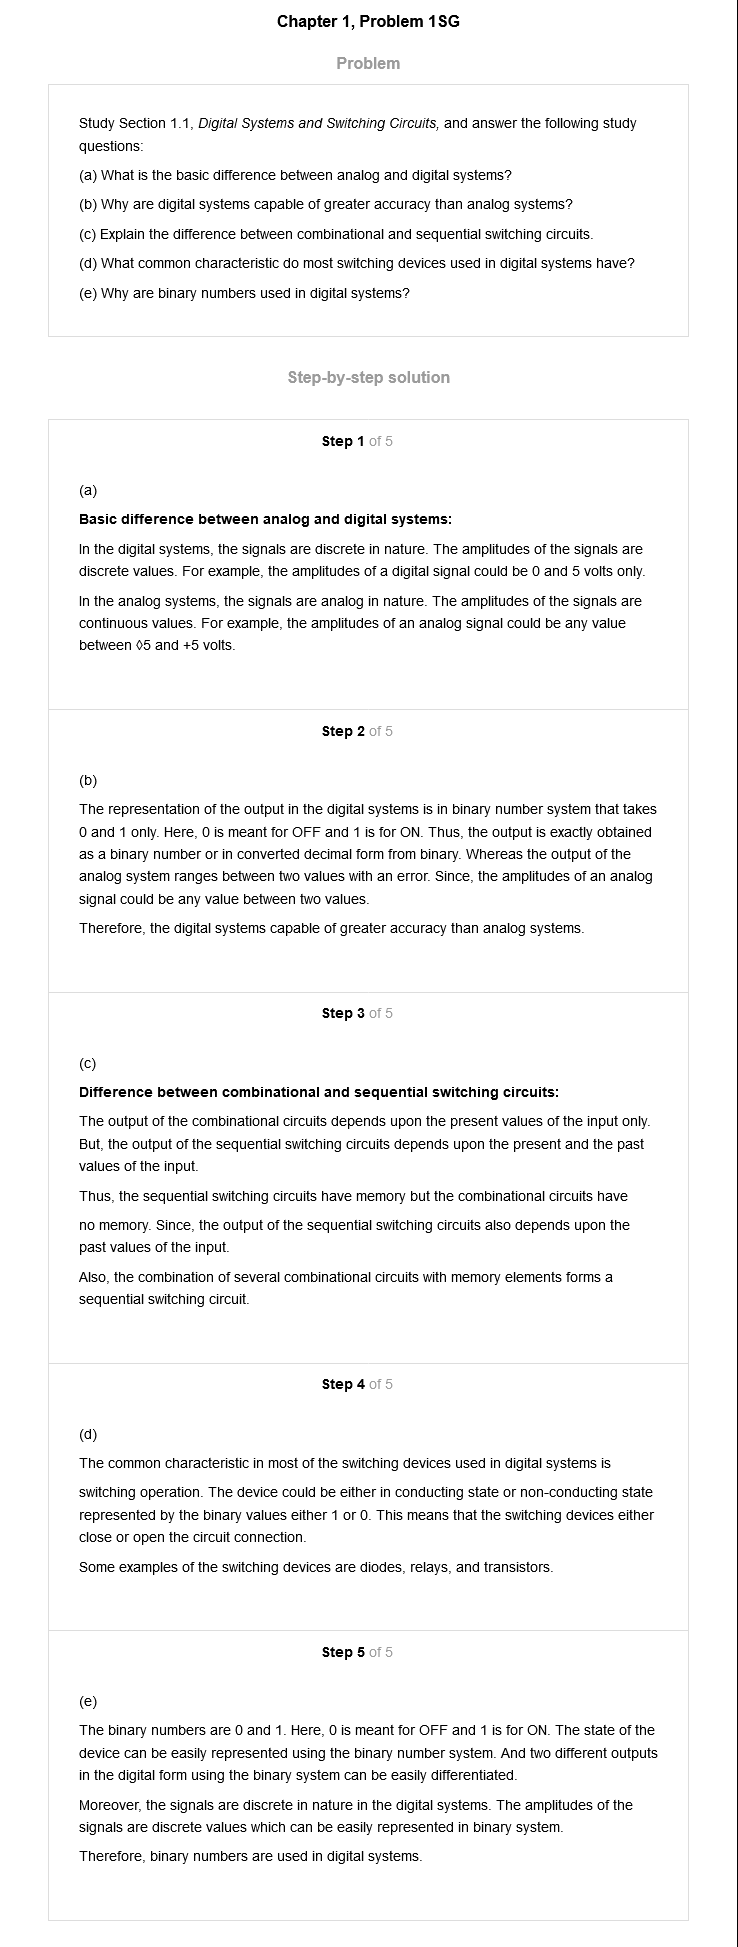 Chapter 1, Problem 1SG
Problem
Study Section 1.1, Digital Systems and Switching Circuits, and answer the following study
questions:
(a) What is the basic difference between analog and digital systems?
(b) Why are digital systems capable of greater accuracy than analog systems?
(c) Explain the difference between combinational and sequential switching circuits.
(d) What common characteristic do most switching devices used in digital systems have?
(e) Why are binary numbers used in digital systems?
Step-by-step solution
Step 1 of 5
(a)
Basic difference between analog and digital systems:
In the digital systems, the signals are discrete in nature. The amplitudes of the signals are
discrete values. For example, the amplitudes of a digital signal could be 0 and 5 volts only.
In the analog systems, the signals are analog in nature. The amplitudes of the signals are
continuous values. For example, the amplitudes of an analog signal could be any value
between ◊5 and +5 volts.
Step 2 of 5
(b)
The representation of the output in the digital systems is in binary number system that takes
0 and 1 only. Here, 0 is meant for OFF and 1 is for ON. Thus, the output is exactly obtained
as a binary number or in converted decimal form from binary. Whereas the output of the
analog system ranges between two values with an error. Since, the amplitudes of an analog
signal could be any value between two values.
Therefore, the digital systems capable of greater accuracy than analog systems.
Step 3 of 5
(c)
Difference between combinational and sequential switching circuits:
The output of the combinational circuits depends upon the present values of the input only.
But, the output of the sequential switching circuits depends upon the present and the past
values of the input.
Thus, the sequential switching circuits have memory but the combinational circuits have
no memory. Since, the output of the sequential switching circuits also depends upon the
past values of the input.
Also, the combination of several combinational circuits with memory elements forms a
sequential switching circuit.
Step 4 of 5
(d)
The common characteristic in most of the switching devices used in digital systems is
switching operation. The device could be either in conducting state or non-conducting state
represented by the binary values either 1 or 0. This means that the switching devices either
close or open the circuit connection.
Some examples of the switching devices are diodes, relays, and transistors.
Step 5 of 5
(e)
The binary numbers are 0 and 1. Here, 0 is meant for OFF and 1 is for ON. The state of the
device can be easily represented using the binary number system. And two different outputs
in the digital form using the binary system can be easily differentiated.
Moreover, the signals are discrete in nature in the digital systems. The amplitudes of the
signals are discrete values which can be easily represented in binary system.
Therefore, binary numbers are used in digital systems.